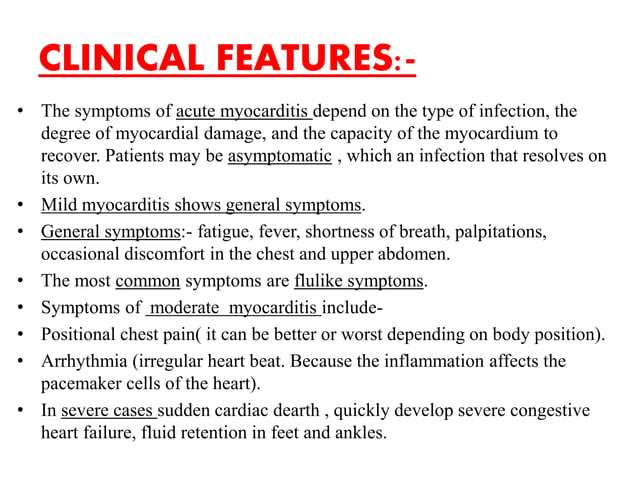 CLINICAL FEATURES:-
• The symptoms of acute myocarditis depend on the type of infection, the
degree of myocardial damage, and the capacity of the myocardium to
recover. Patients may be asymptomatic , which an infection that resolves on
its own.
• Mild myocarditis shows general symptoms.
• General symptoms:- fatigue, fever, shortness of breath, palpitations,
occasional discomfort in the chest and upper abdomen.
• The most common symptoms are flulike symptoms.
• Symptoms of moderate myocarditis include-
• Positional chest pain( it can be better or worst depending on body position).
• Arrhythmia (irregular heart beat. Because the inflammation affects the
pacemaker cells of the heart).
• In severe cases sudden cardiac dearth , quickly develop severe congestive
heart failure, fluid retention in feet and ankles.